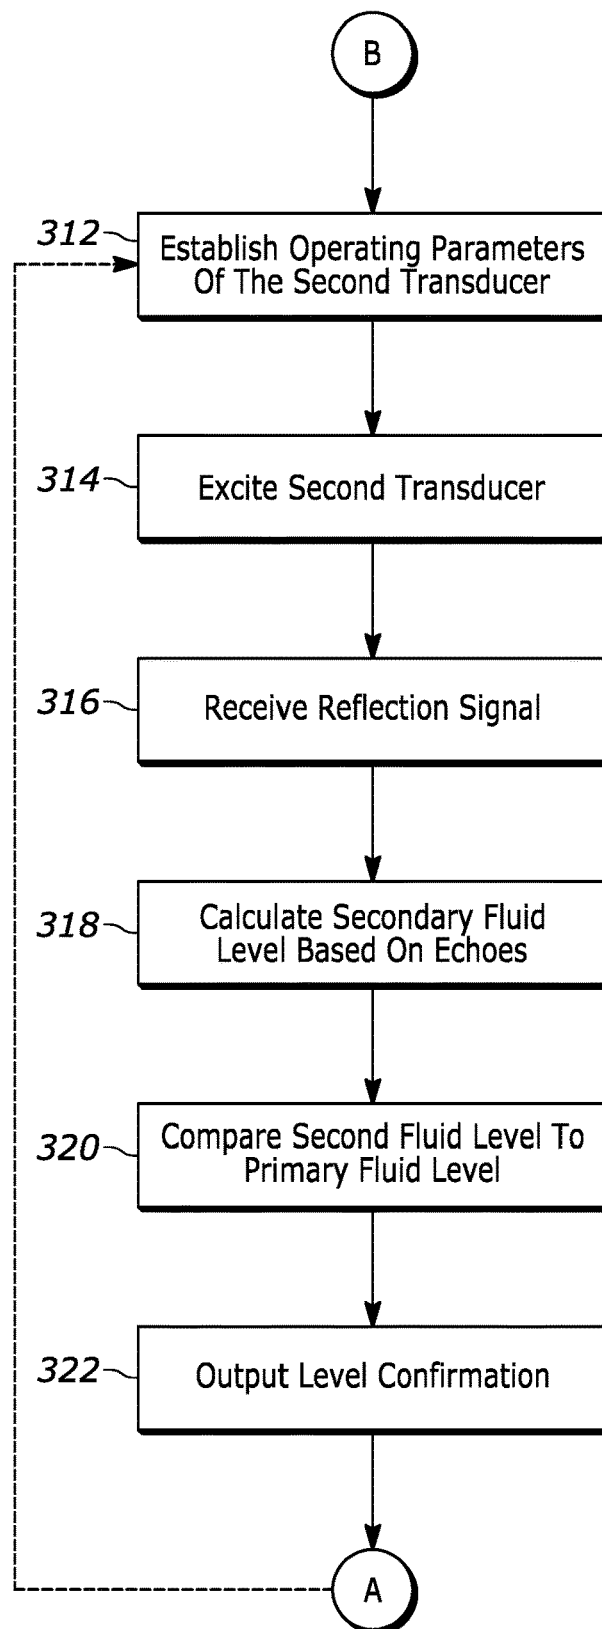 B
312
Establish Operating Parameters
Of The Second Transducer
314
Excite Second Transducer
316
Receive Reflection Signal
318
Calculate Secondary Fluid
Level Based On Echoes
320
Compare Second Fluid Level To
Primary Fluid Level
322
Output Level Confirmation
A